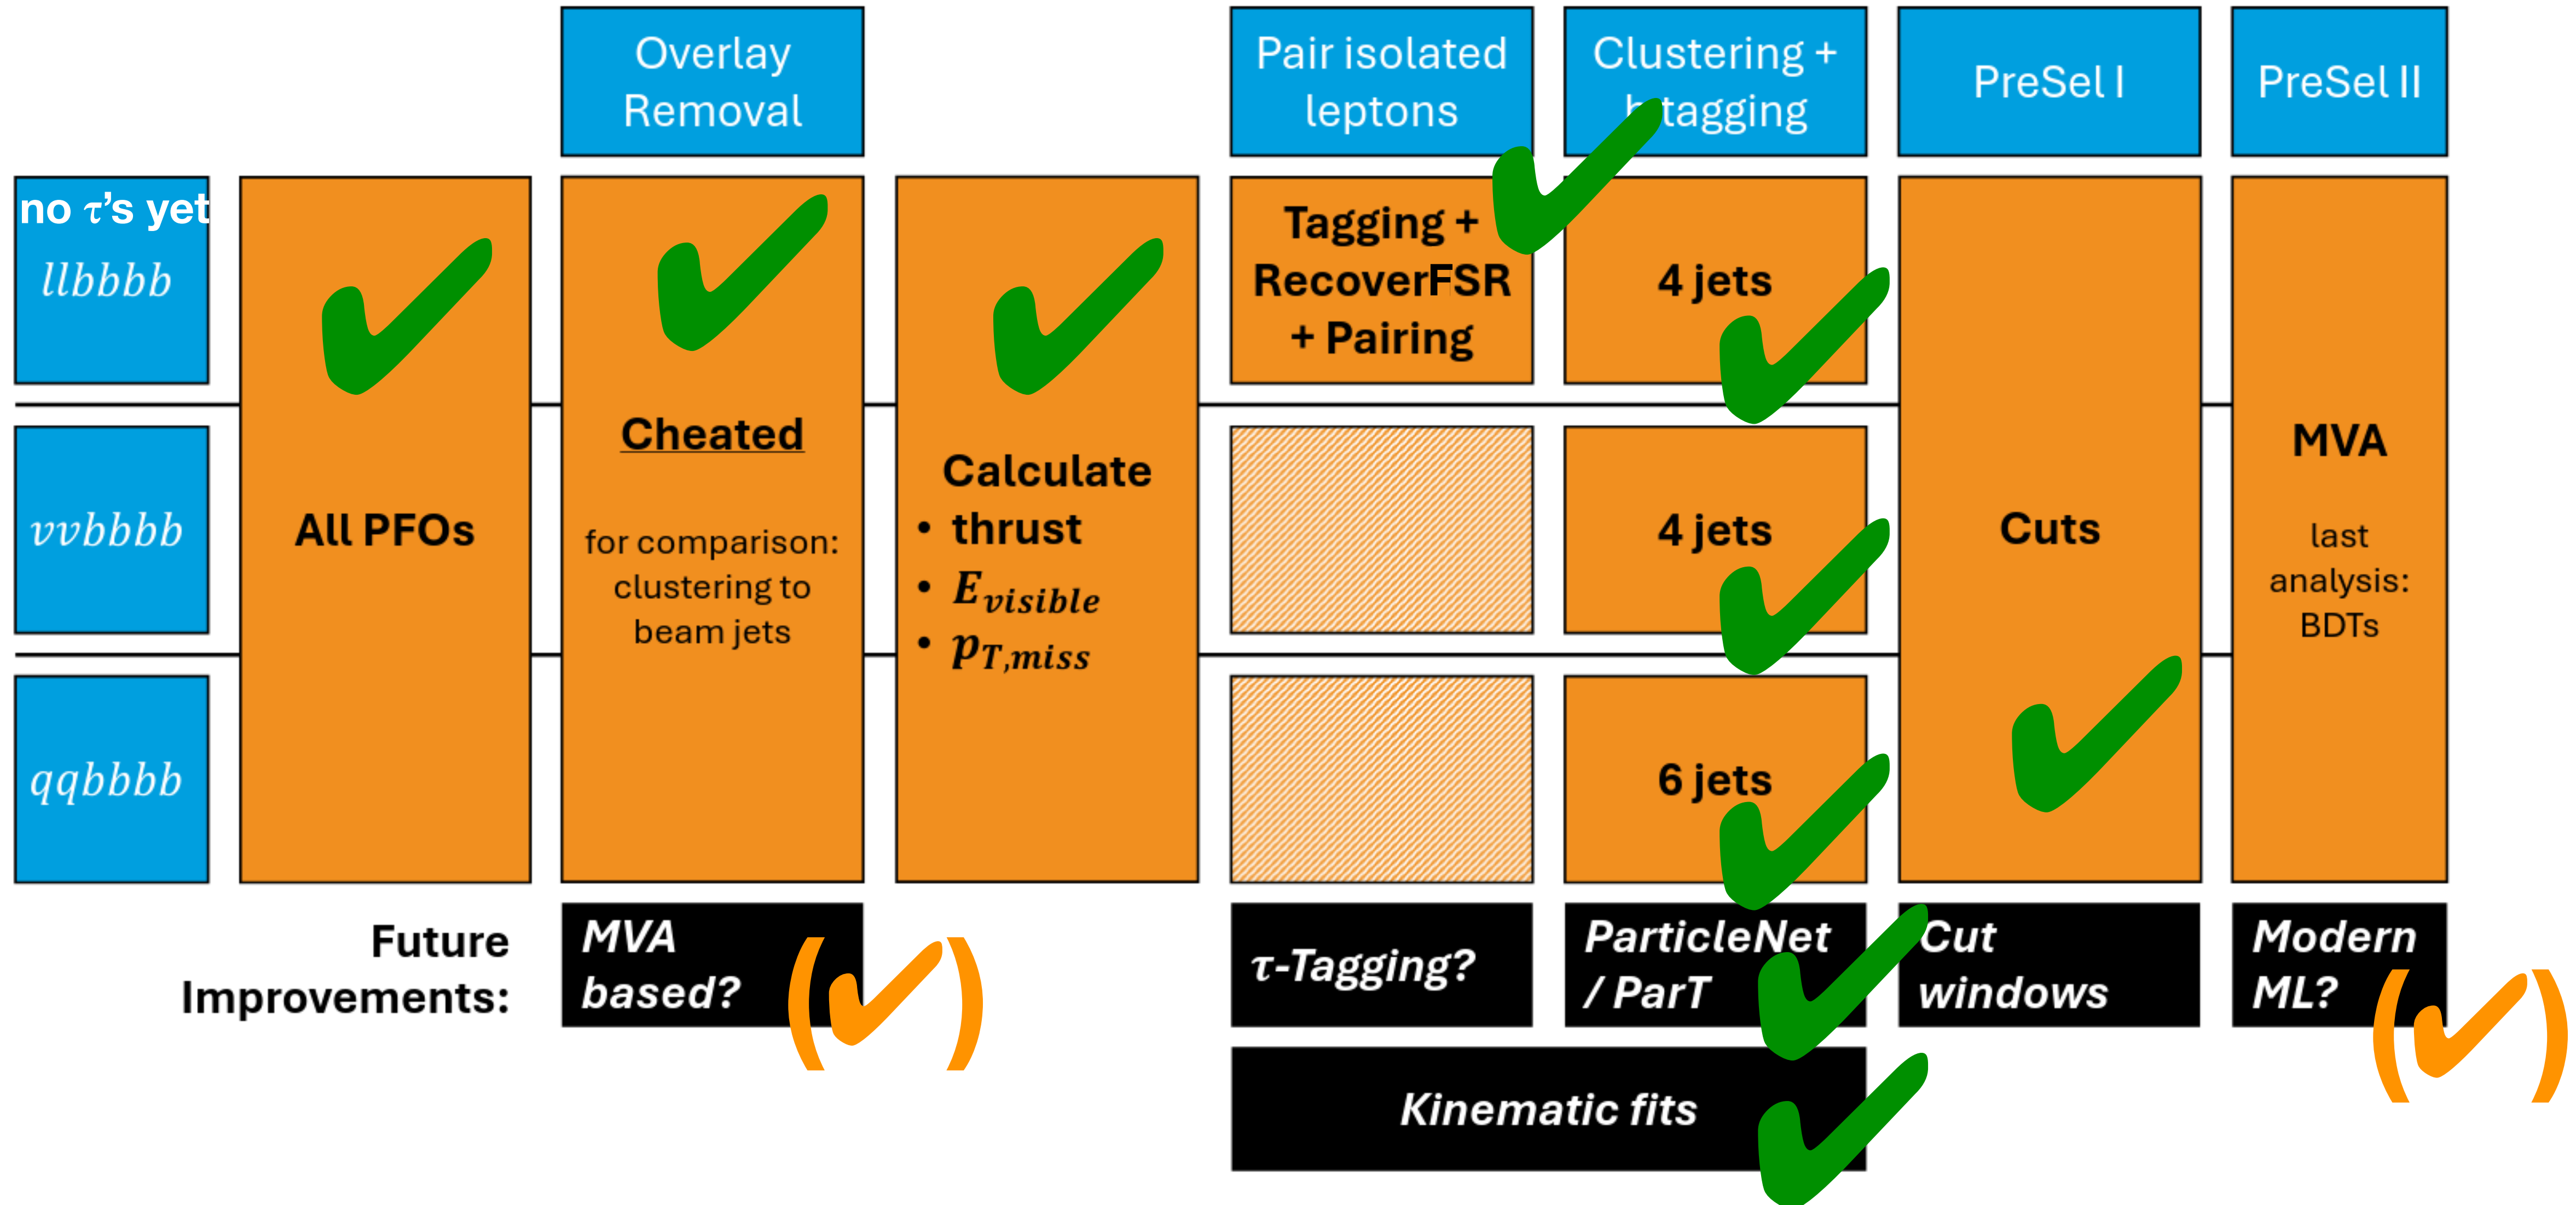 Overlay
Removal
Pair isolated
leptons
Clustering +
tagging
PreSel I
PreSel II
no τ's yet
llbbbb
ννbbbb
qqbbbb
All PFOs
Cheated
for comparison:
clustering to
beam jets
Calculate
• thrust
• E_visible
• p_T,miss
Tagging +
RecoverFSR
+ Pairing
4 jets
4 jets
6 jets
Cuts
MVA
last
analysis:
BDTs
Future
Improvements:
MVA
based?
( )
τ-Tagging?
ParticleNet
/ ParT
Cut
windows
Modern
ML?
( )
Kinematic fits